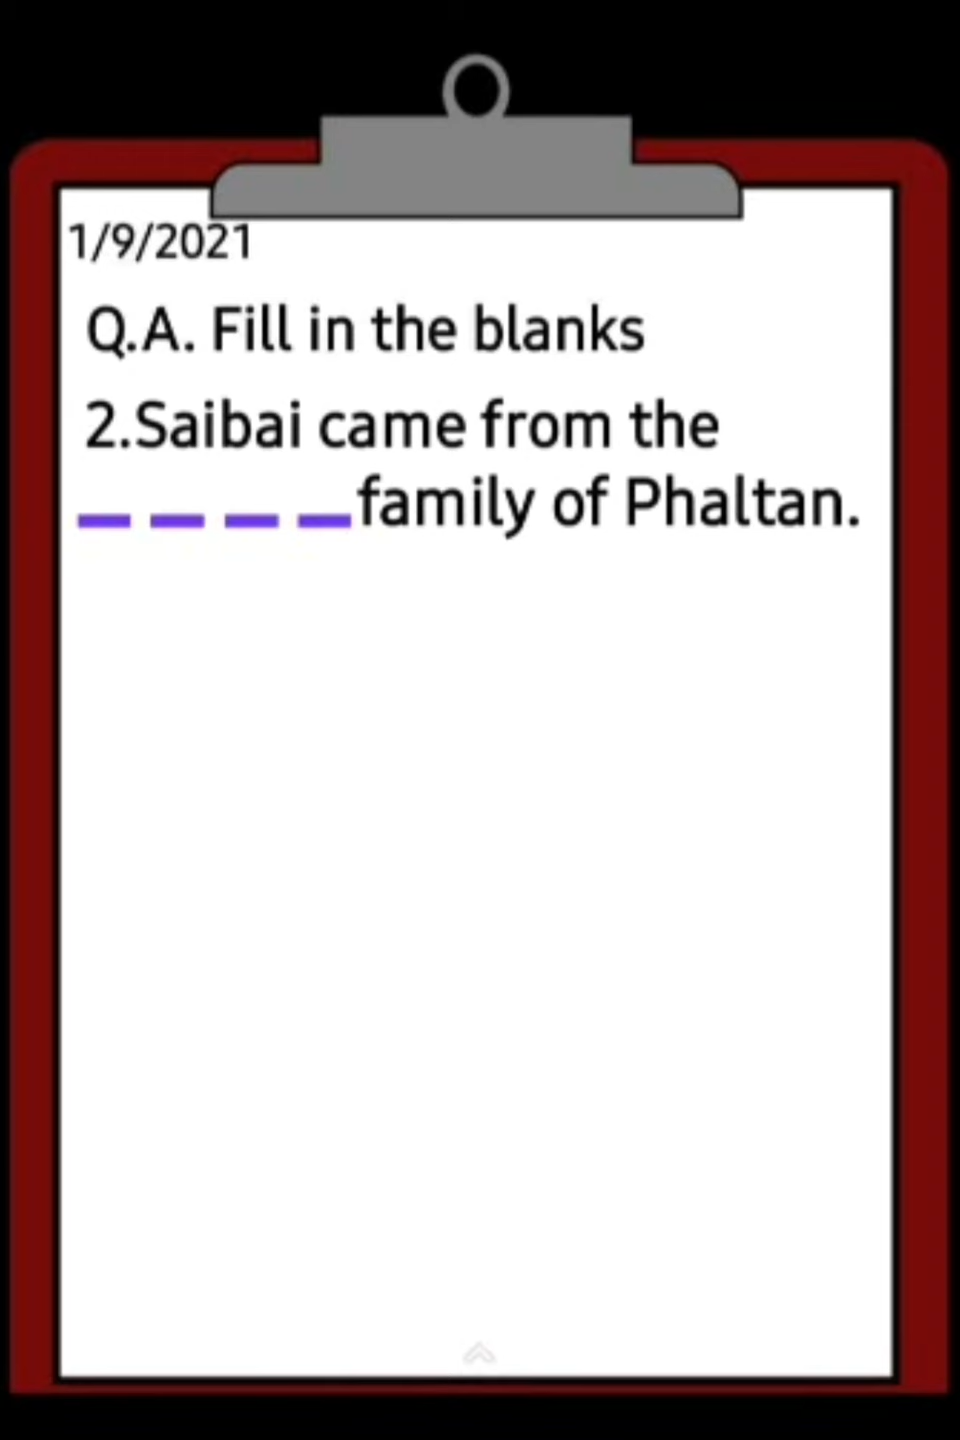 1/9/2021
Q.A. Fill in the blanks
2.Saibai came from the
_ _ _ _family of Phaltan.